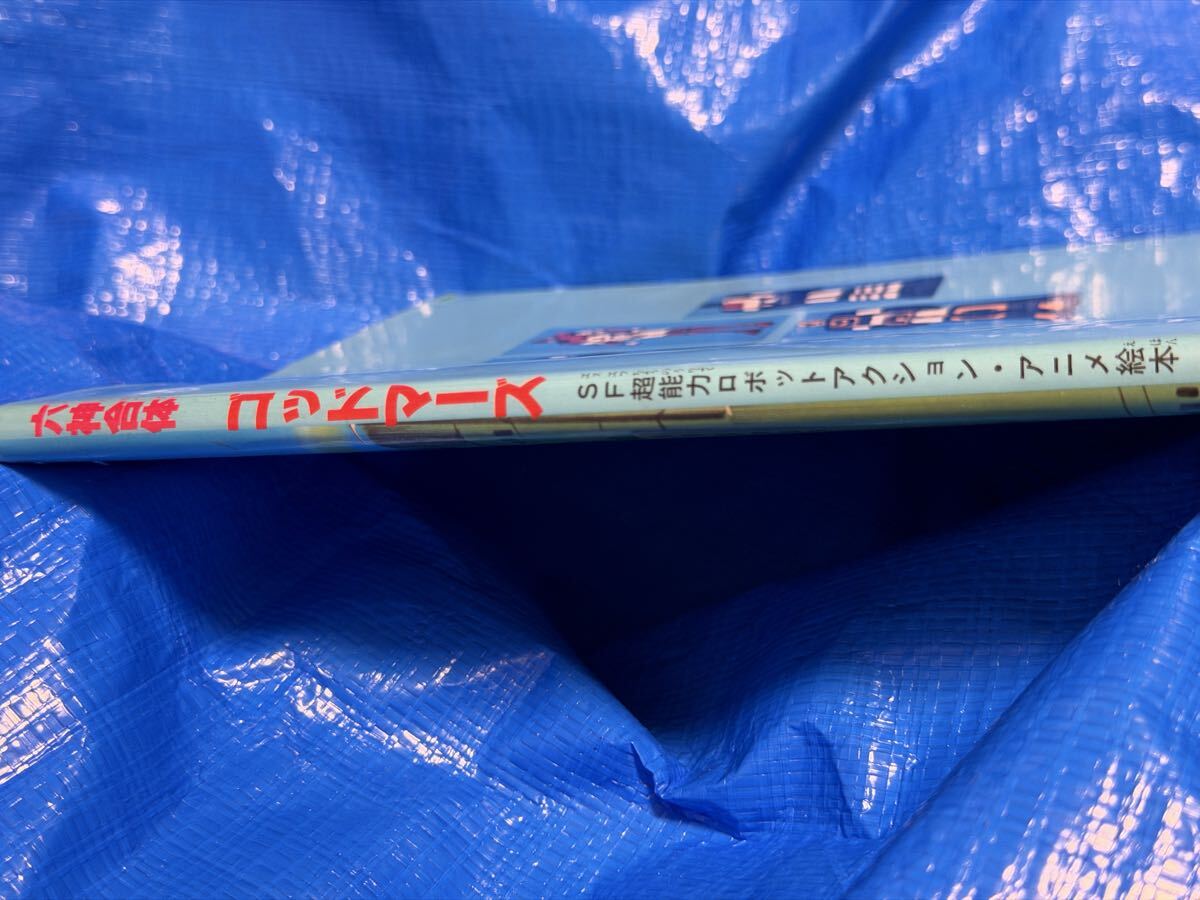 六神合体 ゴッドマーズ
SF超能力ロボットアクション・アニメ絵本